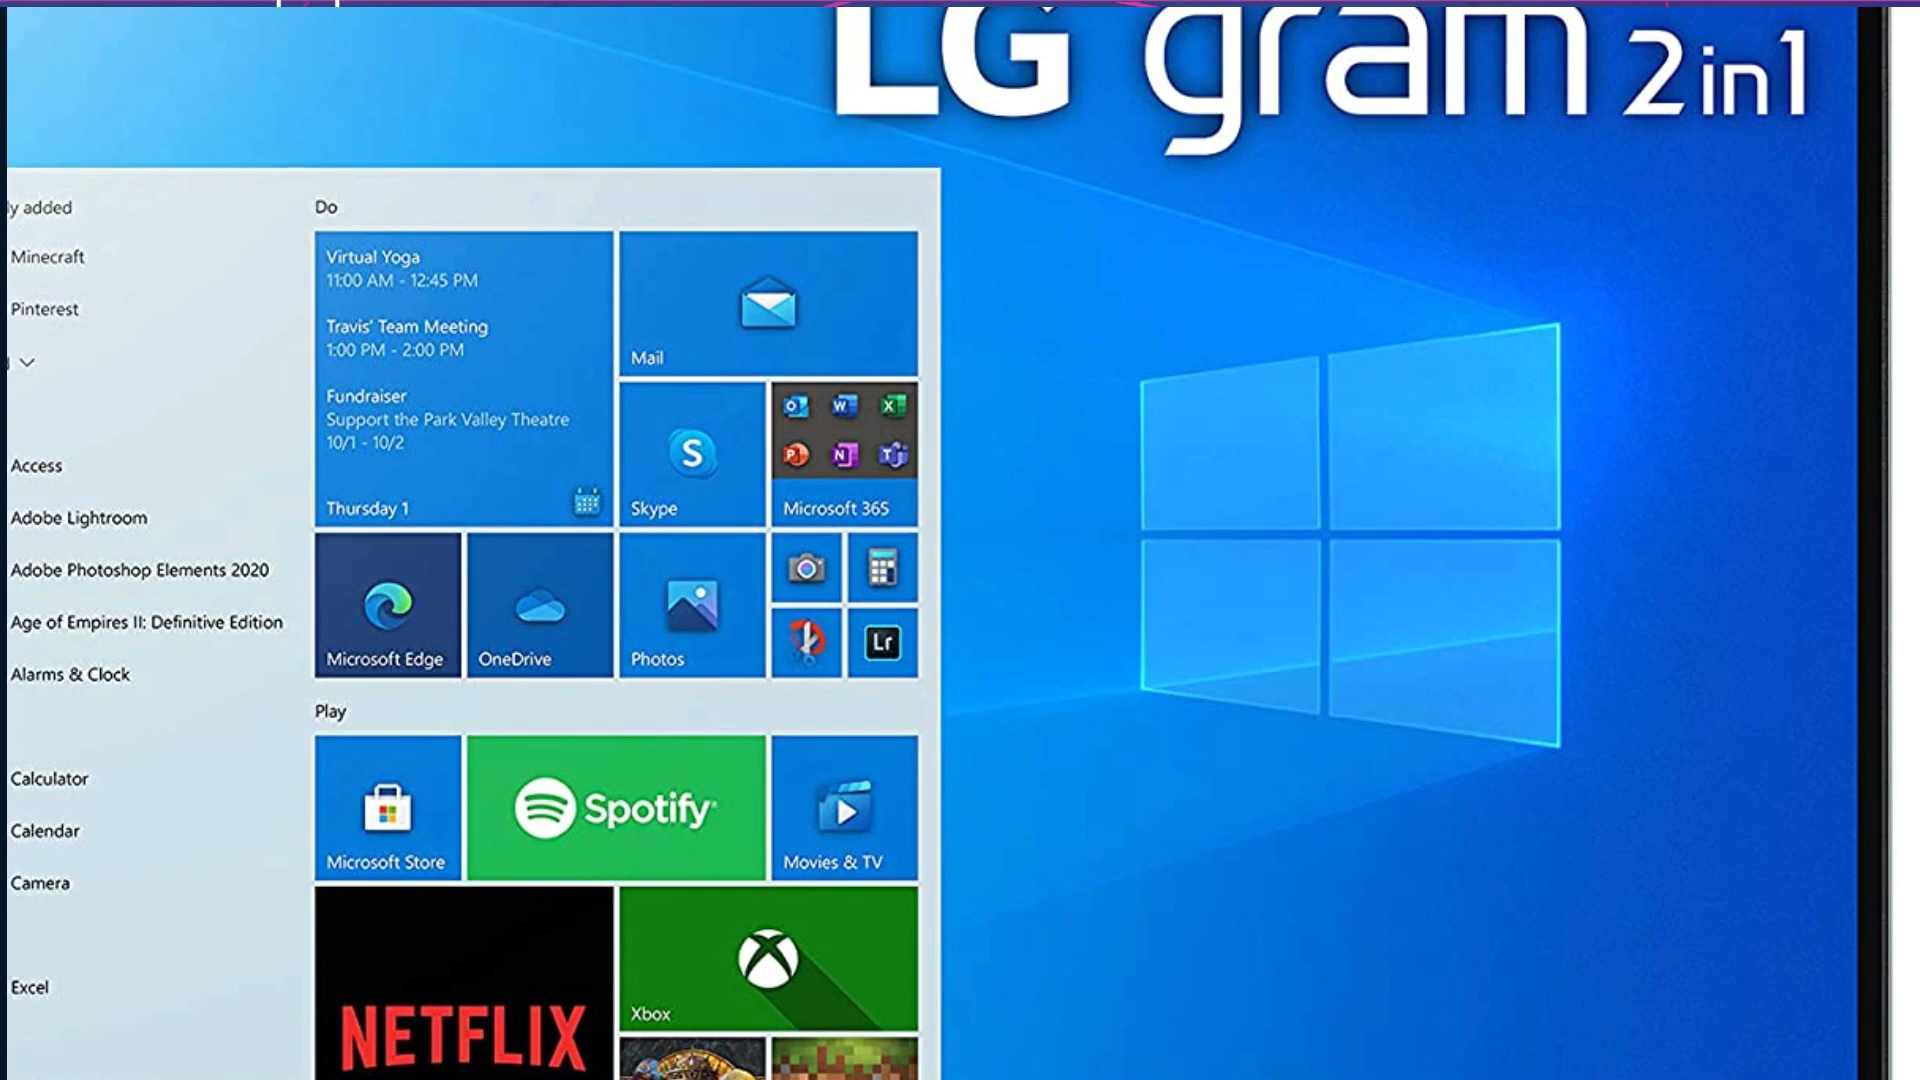 LG gram 2in1
ly added
Minecraft
Pinterest
Access
Adobe Lightroom
Adobe Photoshop Elements 2020
Age of Empires II: Definitive Edition
Alarms & Clock
Calculator
Calendar
Camera
Excel
Do
Virtual Yoga
11:00 AM - 12:45 PM
Travis' Team Meeting
1:00 PM - 2:00 PM
Fundraiser
Support the Park Valley Theatre
10/1 - 10/2
Thursday 1
Mail
S
Skype
O W X
P N T
Microsoft 365
Microsoft Edge
OneDrive
Photos
Lr
Play
Microsoft Store
Spotify
Movies & TV
NETFLIX
Xbox